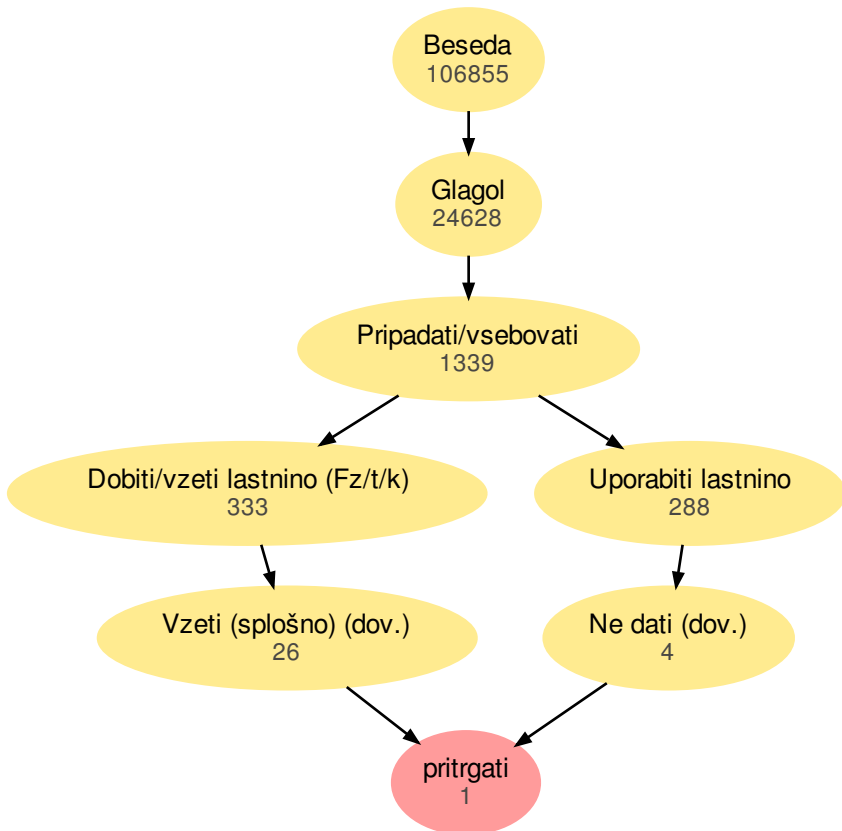 Beseda
106855
Glagol
24628
Pripadati/vsebovati
1339
Dobiti/vzeti lastnino (Fz/t/k)
333
Uporabiti lastnino
288
Vzeti (splošno) (dov.)
26
Ne dati (dov.)
4
pritrgati
1